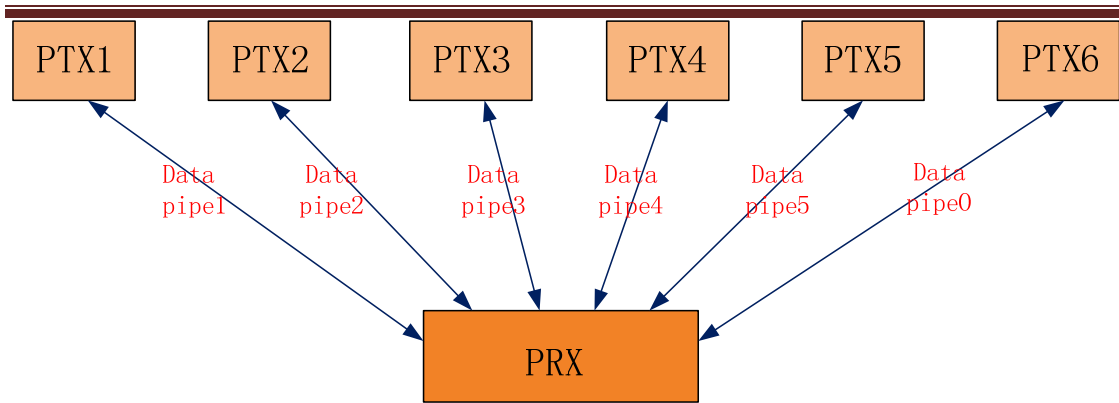 PTX1
PTX2
PTX3
PTX4
PTX5
PTX6
Data
pipe1
Data
pipe2
Data
pipe3
Data
pipe4
Data
pipe5
Data
pipe0
PRX